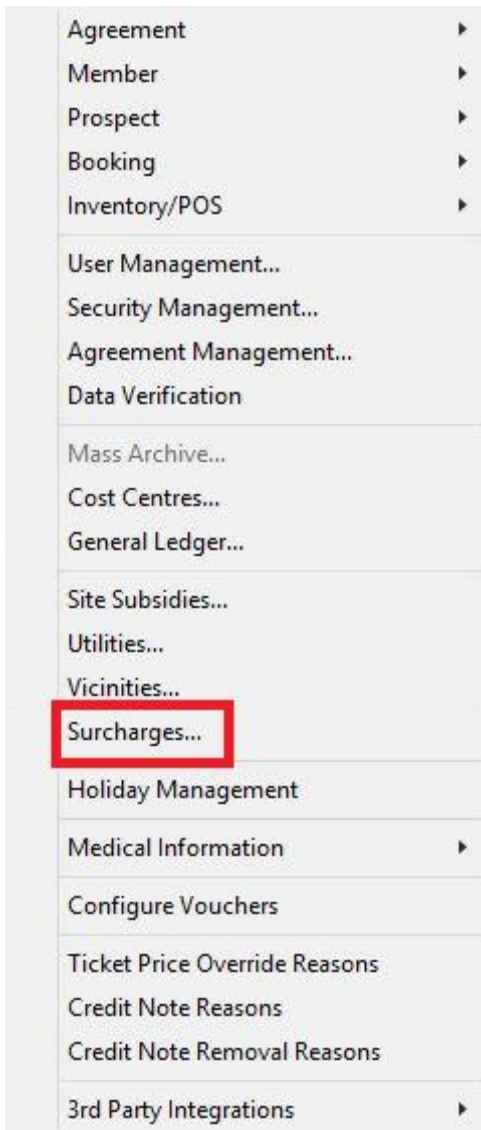 Agreement
Member
Prospect
Booking
Inventory/POS
User Management...
Security Management...
Agreement Management...
Data Verification
Mass Archive...
Cost Centres...
General Ledger...
Site Subsidies...
Utilities...
Vicinities...
Surcharges...
Holiday Management
Medical Information
Configure Vouchers
Ticket Price Override Reasons
Credit Note Reasons
Credit Note Removal Reasons
3rd Party Integrations